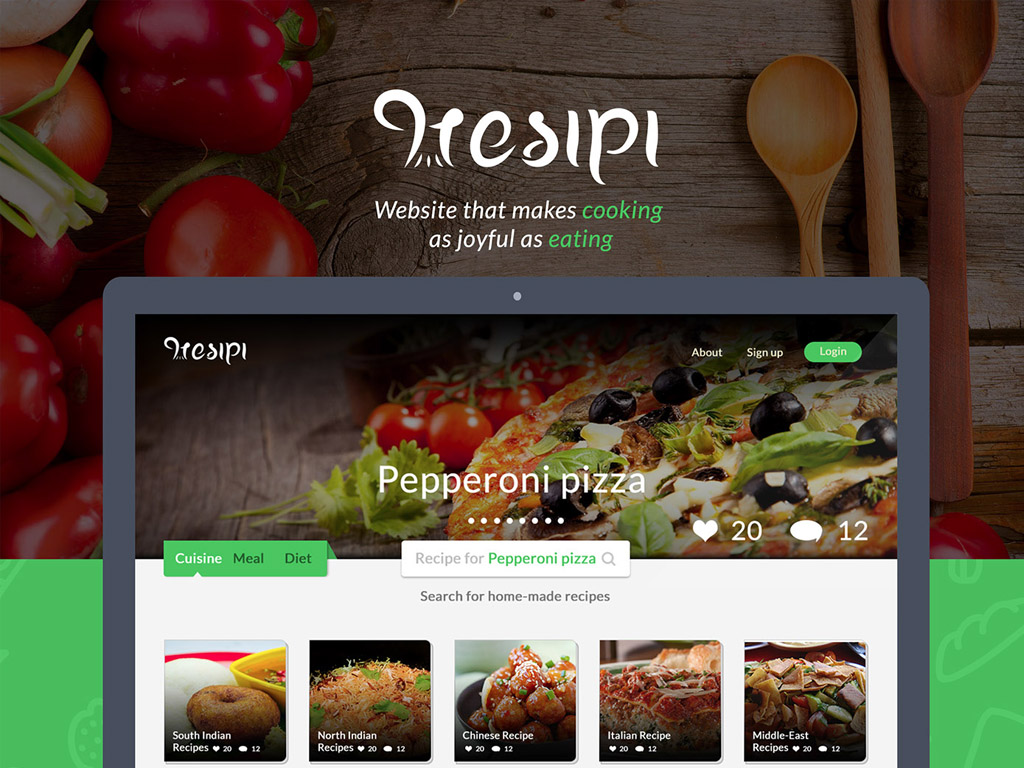 Resipi
Website that makes cooking
as joyful as eating
Resipi
About Sign up Login
Pepperoni pizza
20 12
Cuisine Meal Diet
Recipe for Pepperoni pizza
Search for home-made recipes
South Indian
Recipes 20 12
North Indian
Recipes 20 12
Chinese Recipe
20 12
Italian Recipe
20 12
Middle-East
Recipes 20 12